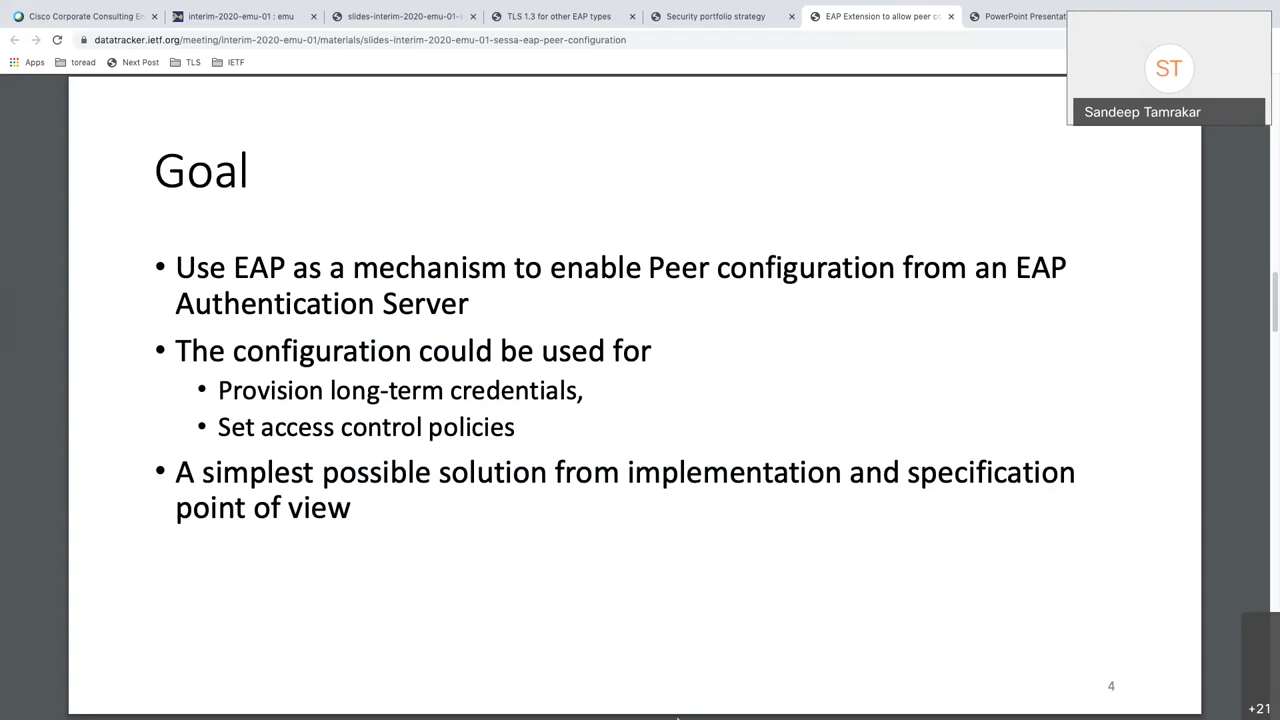 Cisco Corporate Consulting En
interim-2020-emu-01 : emu
slides-interim-2020-emu-01-s
TLS 1.3 for other EAP types
Security portfolio strategy
EAP Extension to allow peer co
PowerPoint Presentat
datatracker.ietf.org/meeting/interim-2020-emu-01/materials/slides-interim-2020-emu-01-sessa-eap-peer-configuration
Apps
toread
Next Post
TLS
IETF
ST
Sandeep Tamrakar
Goal
• Use EAP as a mechanism to enable Peer configuration from an EAP
Authentication Server
• The configuration could be used for
• Provision long-term credentials,
• Set access control policies
• A simplest possible solution from implementation and specification
point of view
4
+21